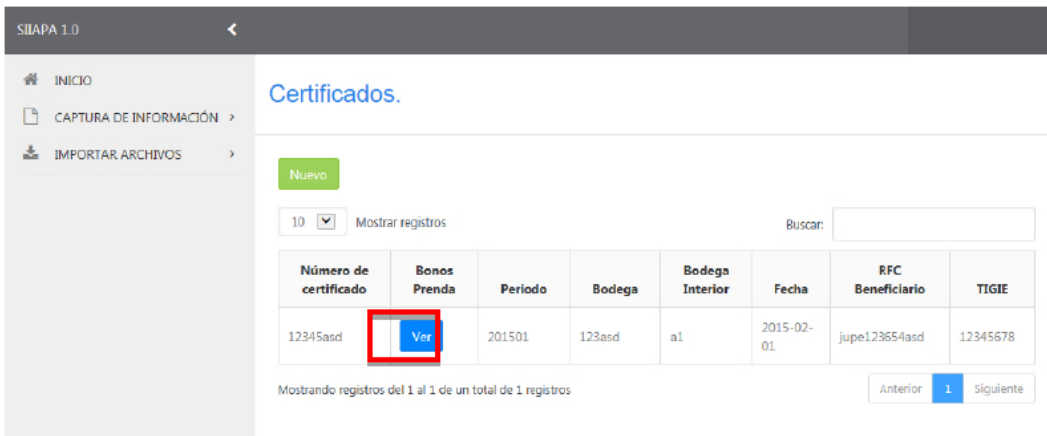 SIIAPA 1.0
INICIO
CAPTURA DE INFORMACIÓN
IMPORTAR ARCHIVOS
Certificados.
Nuevo
10 Mostrar registros Buscar:
Número de certificado Bonos Prenda Periodo Bodega Bodega Interior Fecha RFC Beneficiario TIGIE
12345asd Ver 201501 123asd a1 2015-02-01 jupe123654asd 12345678
Mostrando registros del 1 al 1 de un total de 1 registros Anterior 1 Siguiente